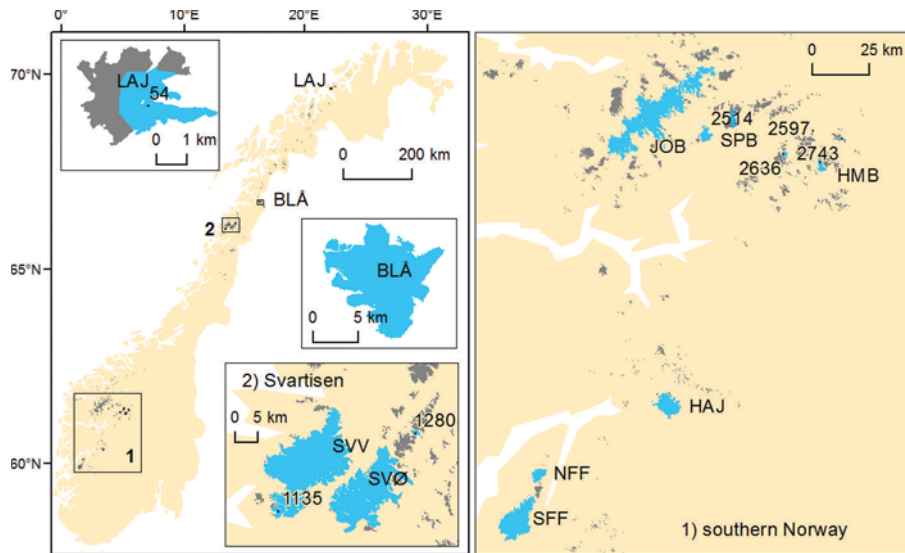 0° 10°E 20°E 30°E
70°N
65°N
60°N
LAJ
54
0 1 km
LAJ
0 200 km
BLÅ
2
BLÅ
0 5 km
1
2) Svartisen
0 5 km
1280
SVV
SVØ
1135
0 25 km
JOB
2514
SPB
2597
2743
2636
HMB
HAJ
NFF
SFF
1) southern Norway